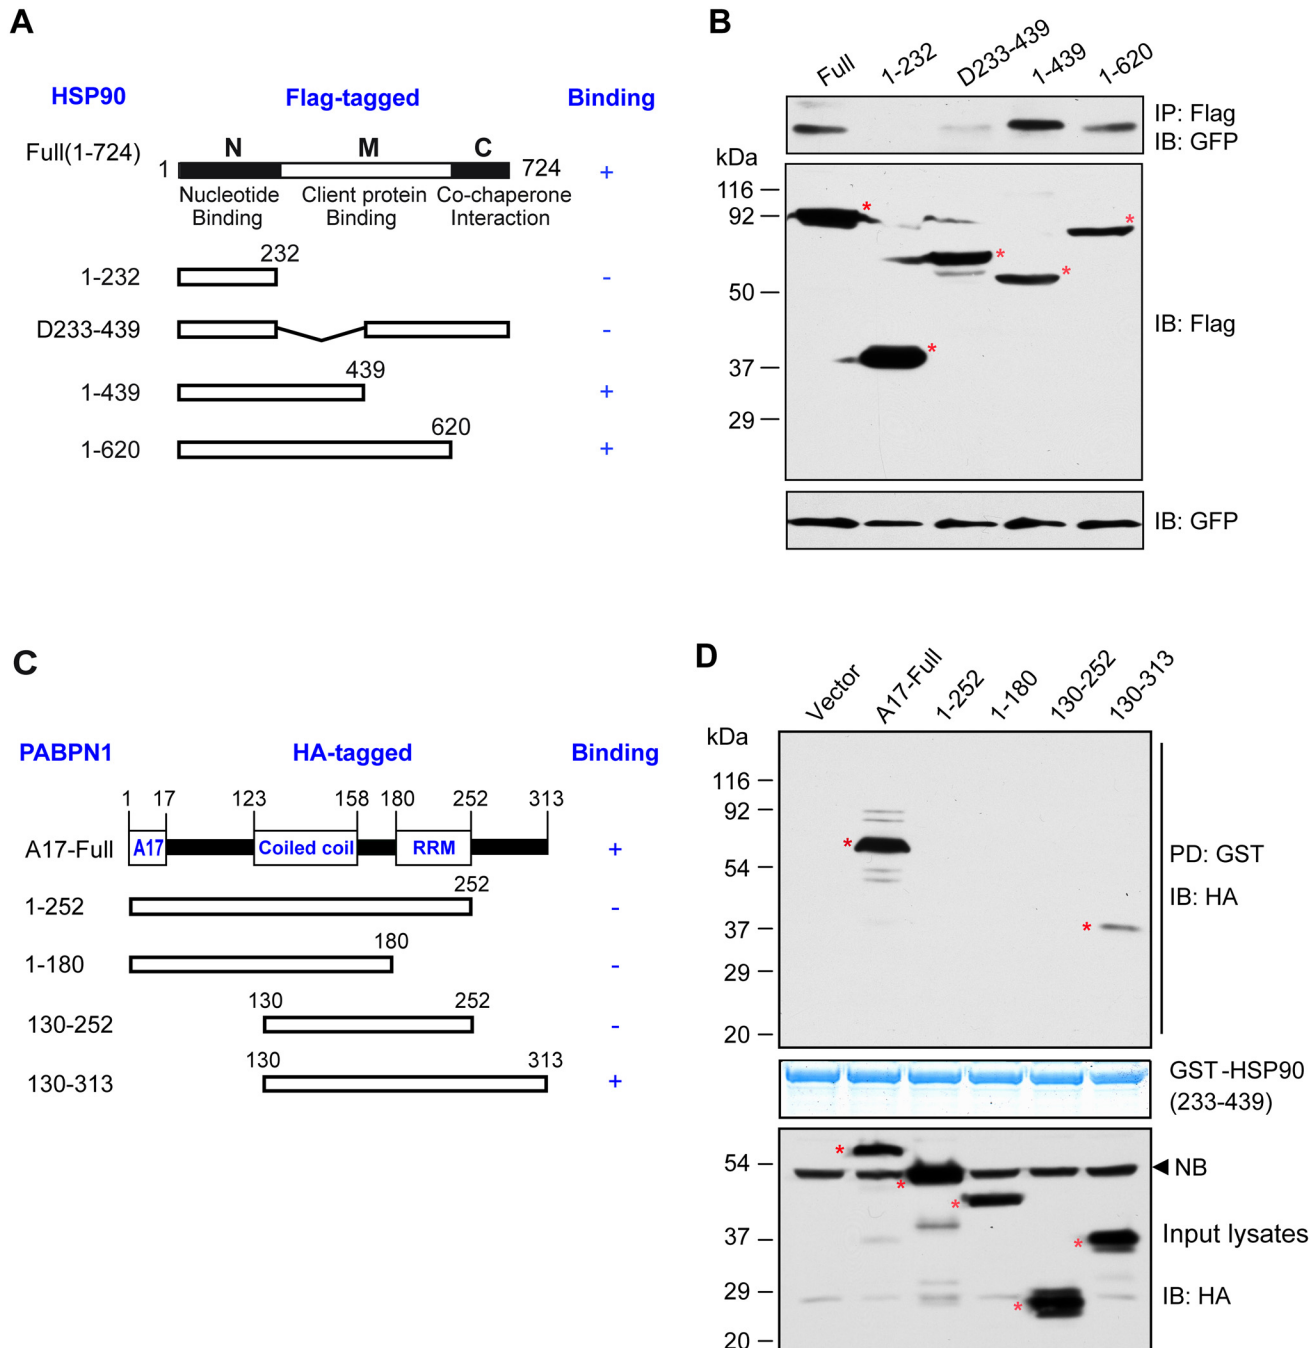 A
HSP90 Flag-tagged Binding
Full(1-724) 1 N M C 724 +
Nucleotide Binding
Client protein Binding
Co-chaperone Interaction
232
1-232 -
D233-439 -
439
1-439 +
620
1-620 +
B
Full 1-232 D233-439 1-439 1-620
IP: Flag
IB: GFP
kDa
116
92 * *
* *
50
IB: Flag
*
37
29
IB: GFP
C
PABPN1 HA-tagged Binding
1 17 123 158 180 252 313
A17-Full A17 Coiled coil RRM +
252
1-252 -
180
1-180 -
130 252
130-252 -
130 313
130-313 +
D
Vector A17-Full 1-252 1-180 130-252 130-313
kDa
116
92
*
54
PD: GST
IB: HA
37 *
29
20
GST-HSP90
(233-439)
*
54 NB
*
*
37 * Input lysates
29 IB: HA
*
20